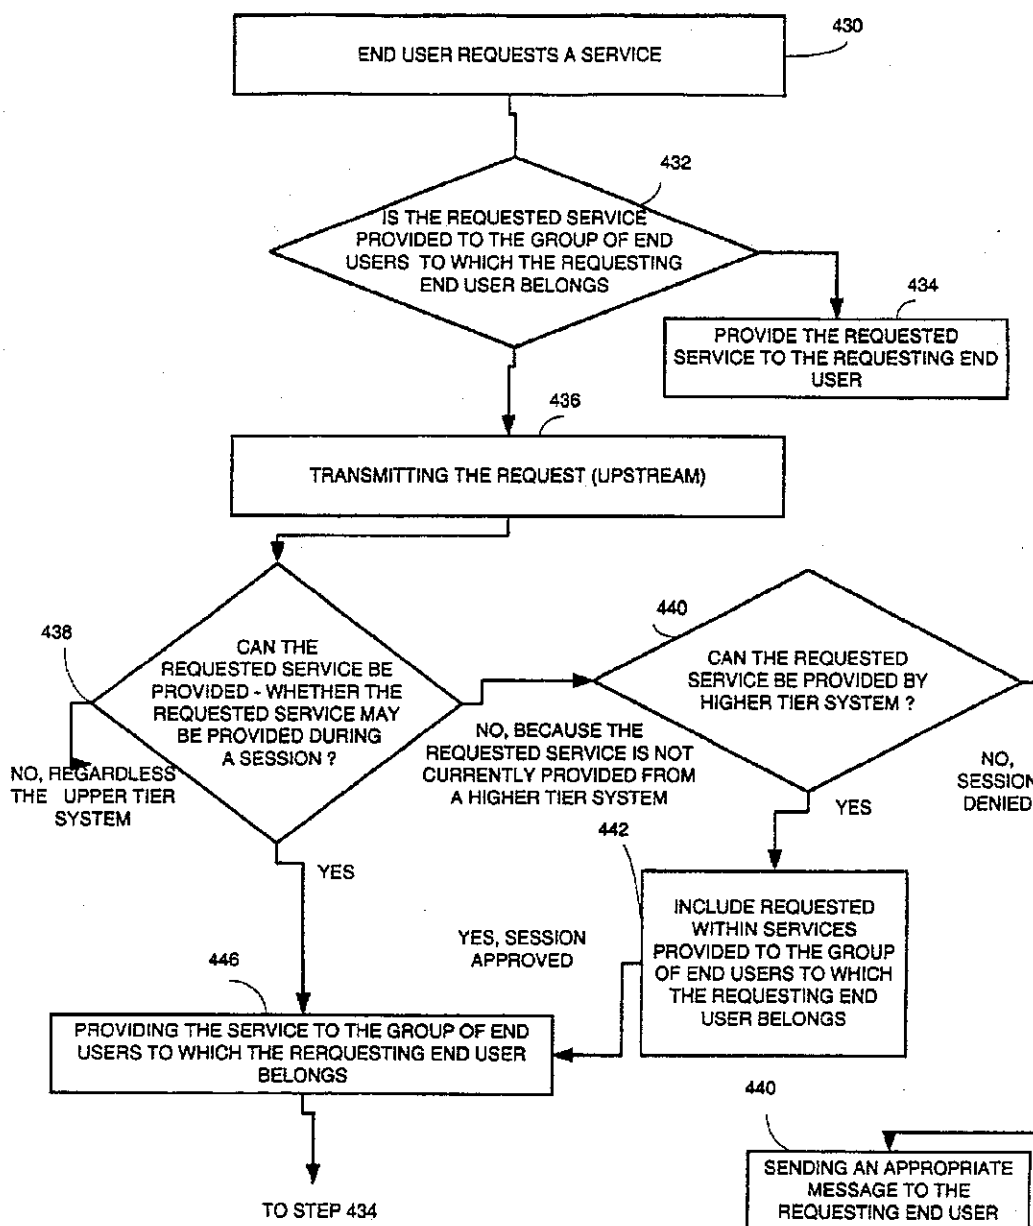 430
END USER REQUESTS A SERVICE
432
IS THE REQUESTED SERVICE
PROVIDED TO THE GROUP OF END
USERS TO WHICH THE REQUESTING
END USER BELONGS
434
PROVIDE THE REQUESTED
SERVICE TO THE REQUESTING END
USER
436
TRANSMITTING THE REQUEST (UPSTREAM)
438
CAN THE
REQUESTED SERVICE BE
PROVIDED - WHETHER THE
REQUESTED SERVICE MAY
BE PROVIDED DURING
A SESSION ?
440
CAN THE REQUESTED
SERVICE BE PROVIDED BY
HIGHER TIER SYSTEM ?
NO, REGARDLESS
THE UPPER TIER
SYSTEM
NO, BECAUSE THE
REQUESTED SERVICE IS NOT
CURRENTLY PROVIDED FROM
A HIGHER TIER SYSTEM
NO,
SESSION
DENIED
YES
442
YES
INCLUDE REQUESTED
WITHIN SERVICES
PROVIDED TO THE GROUP
OF END USERS TO WHICH
THE REQUESTING END
USER BELONGS
YES, SESSION
APPROVED
446
PROVIDING THE SERVICE TO THE GROUP OF END
USERS TO WHICH THE RERQUESTING END USER
BELONGS
440
SENDING AN APPROPRIATE
MESSAGE TO THE
REQUESTING END USER
TO STEP 434